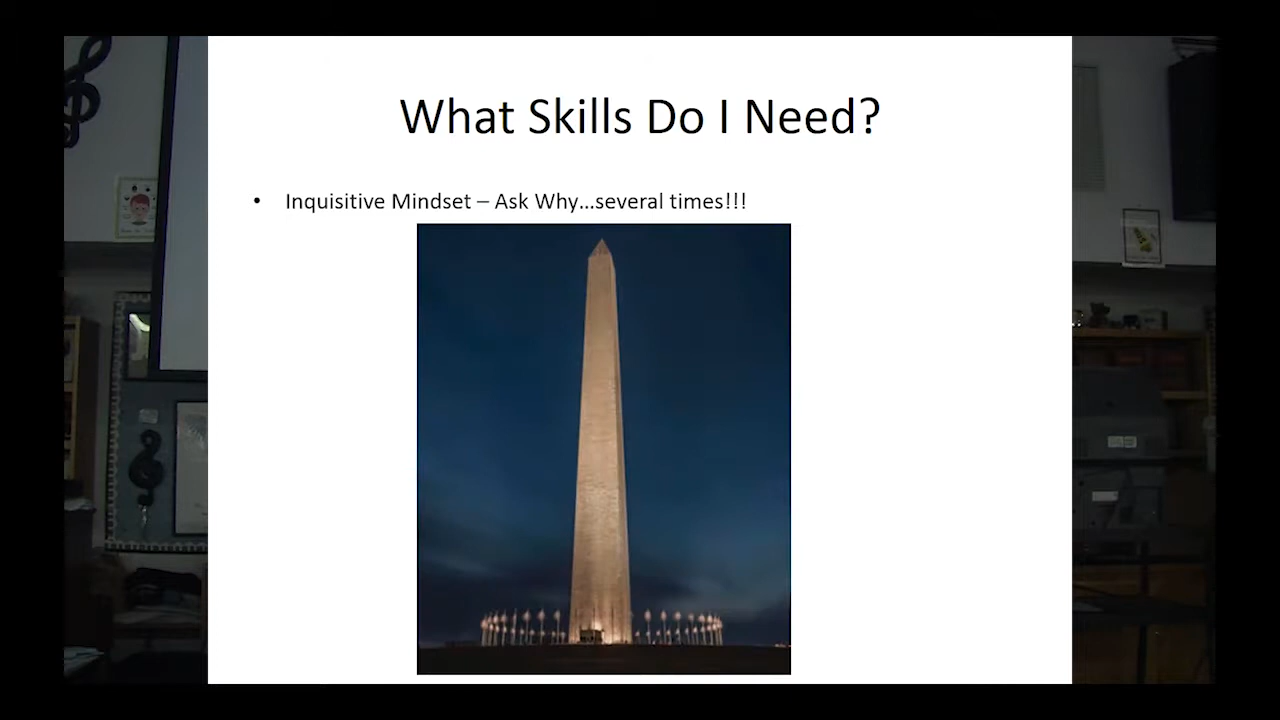 What Skills Do I Need?
• Inquisitive Mindset – Ask Why...several times!!!